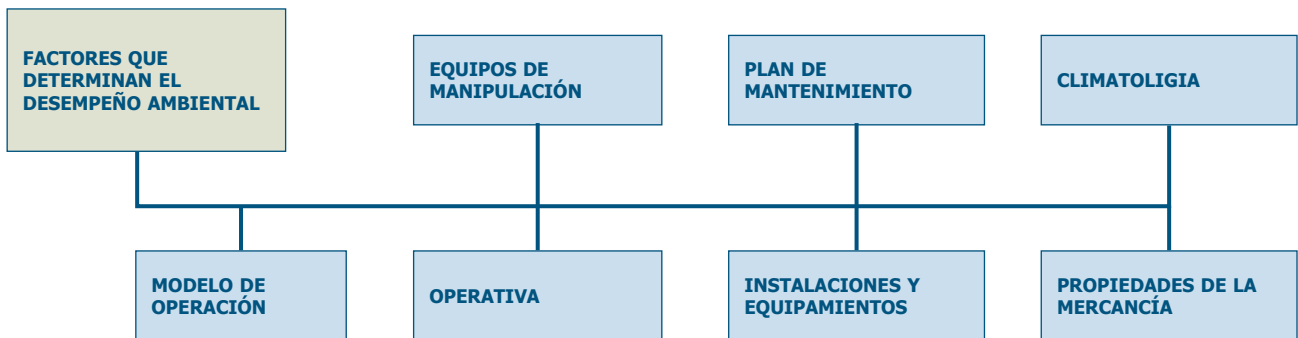 FACTORES QUE
DETERMINAN EL
DESEMPEÑO AMBIENTAL
EQUIPOS DE
MANIPULACIÓN
PLAN DE
MANTENIMIENTO
CLIMATOLIGIA
MODELO DE
OPERACIÓN
OPERATIVA
INSTALACIONES Y
EQUIPAMIENTOS
PROPIEDADES DE LA
MERCANCÍA